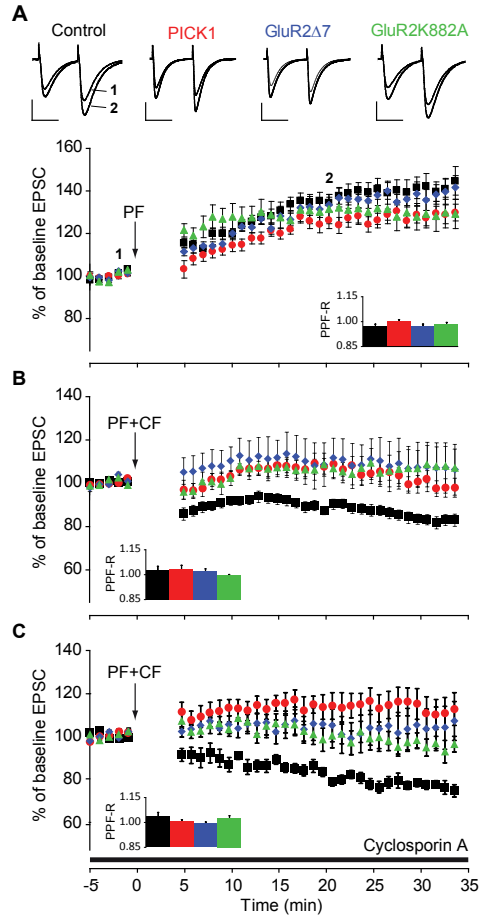 A
Control PICK1 GluR2Δ7 GluR2K882A
1
2
160
140
120
100
80
% of baseline EPSC
1
PF
2
PPF-R
1.15
1.00
0.85
B
140
120
100
80
60
% of baseline EPSC
PF+CF
PPF-R
1.15
1.00
0.85
C
140
120
100
80
60
% of baseline EPSC
PF+CF
PPF-R
1.15
1.00
0.85
Cyclosporin A
-5 0 5 10 15 20 25 30 35
Time (min)